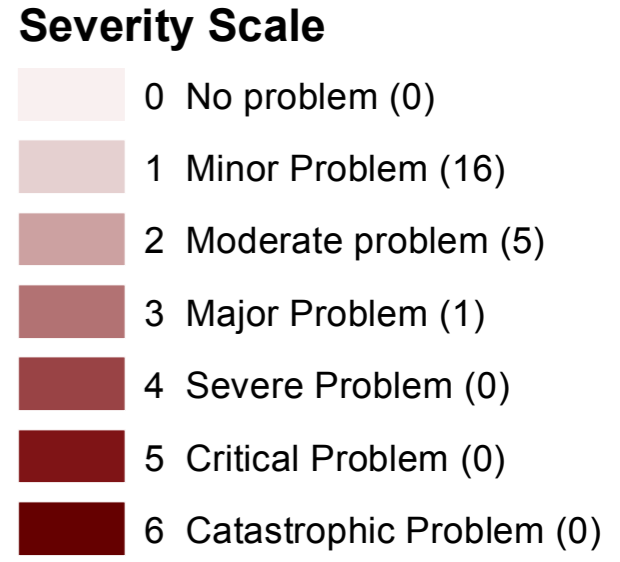 Severity Scale
0 No problem (0)
1 Minor Problem (16)
2 Moderate problem (5)
3 Major Problem (1)
4 Severe Problem (0)
5 Critical Problem (0)
6 Catastrophic Problem (0)